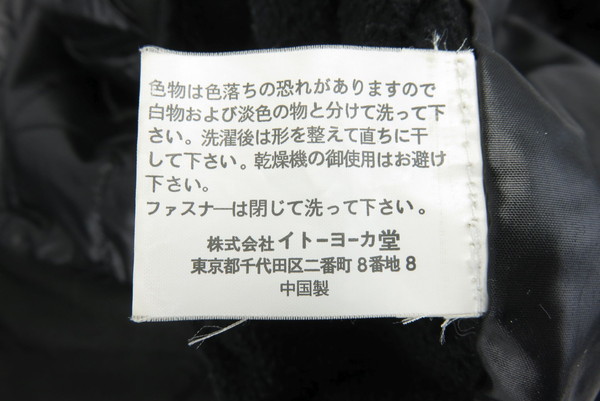 色物は色落ちの恐れがありますので
白物および淡色の物と分けて洗って下
さい。洗濯後は形を整えて直ちに干
して下さい。乾燥機の御使用はお避け
下さい。
ファスナーは閉じて洗って下さい。
株式会社イトーヨーカ堂
東京都千代田区二番町8番地8
中国製